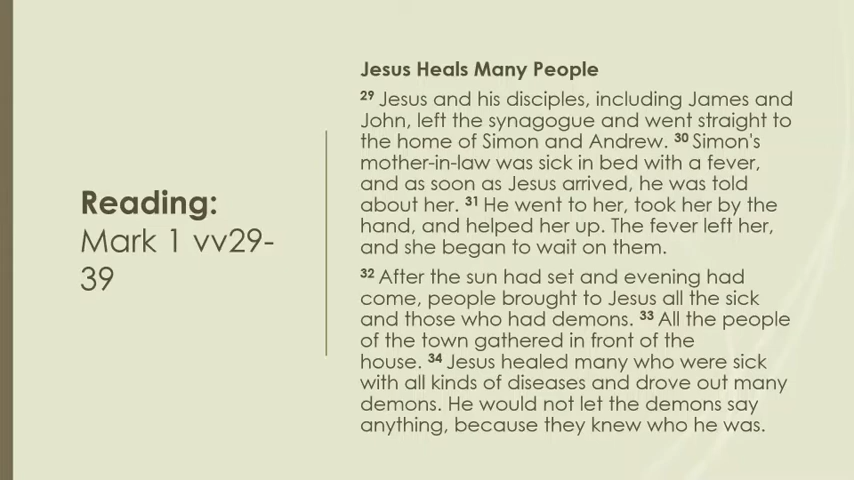 Reading:
Mark 1 vv29-
39
Jesus Heals Many People
29 Jesus and his disciples, including James and
John, left the synagogue and went straight to
the home of Simon and Andrew. 30 Simon's
mother-in-law was sick in bed with a fever,
and as soon as Jesus arrived, he was told
about her. 31 He went to her, took her by the
hand, and helped her up. The fever left her,
and she began to wait on them.
32 After the sun had set and evening had
come, people brought to Jesus all the sick
and those who had demons. 33 All the people
of the town gathered in front of the
house. 34 Jesus healed many who were sick
with all kinds of diseases and drove out many
demons. He would not let the demons say
anything, because they knew who he was.